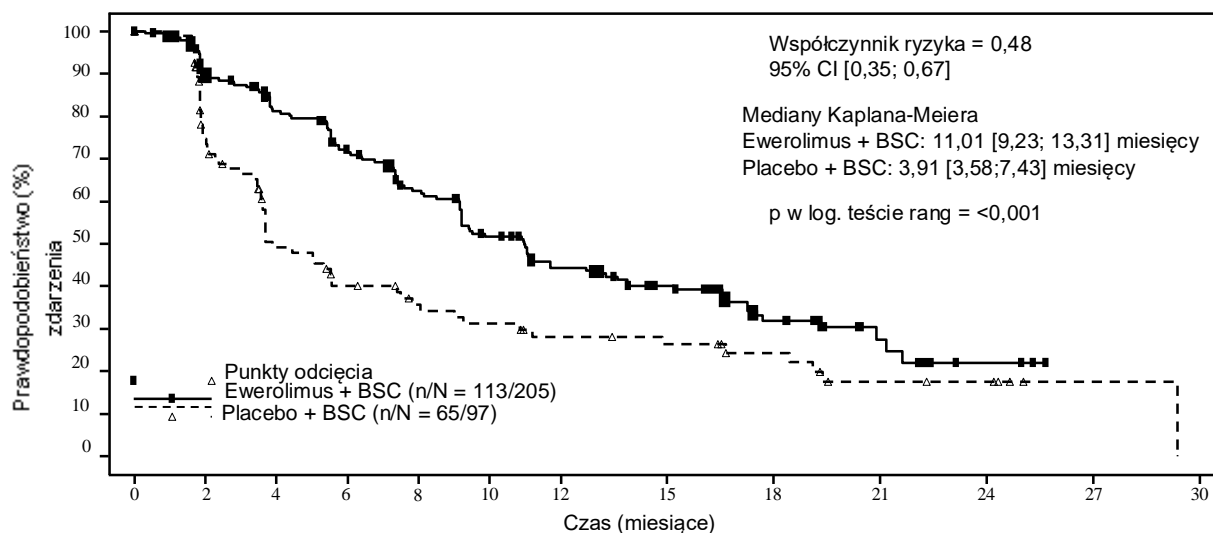 Współczynnik ryzyka = 0,48
95% CI [0,35; 0,67]
Mediany Kaplana-Meiera
Ewerolimus + BSC: 11,01 [9,23; 13,31] miesięcy
Placebo + BSC: 3,91 [3,58;7,43] miesięcy
p w log. teście rang = <0,001
Prawdopodobieństwo (%)
zdarzenia
100
90
80
70
60
50
40
30
20
10
0
Punkty odcięcia
Ewerolimus + BSC (n/N = 113/205)
Placebo + BSC (n/N = 65/97)
0 2 4 6 8 10 12 15 18 21 24 27 30
Czas (miesiące)